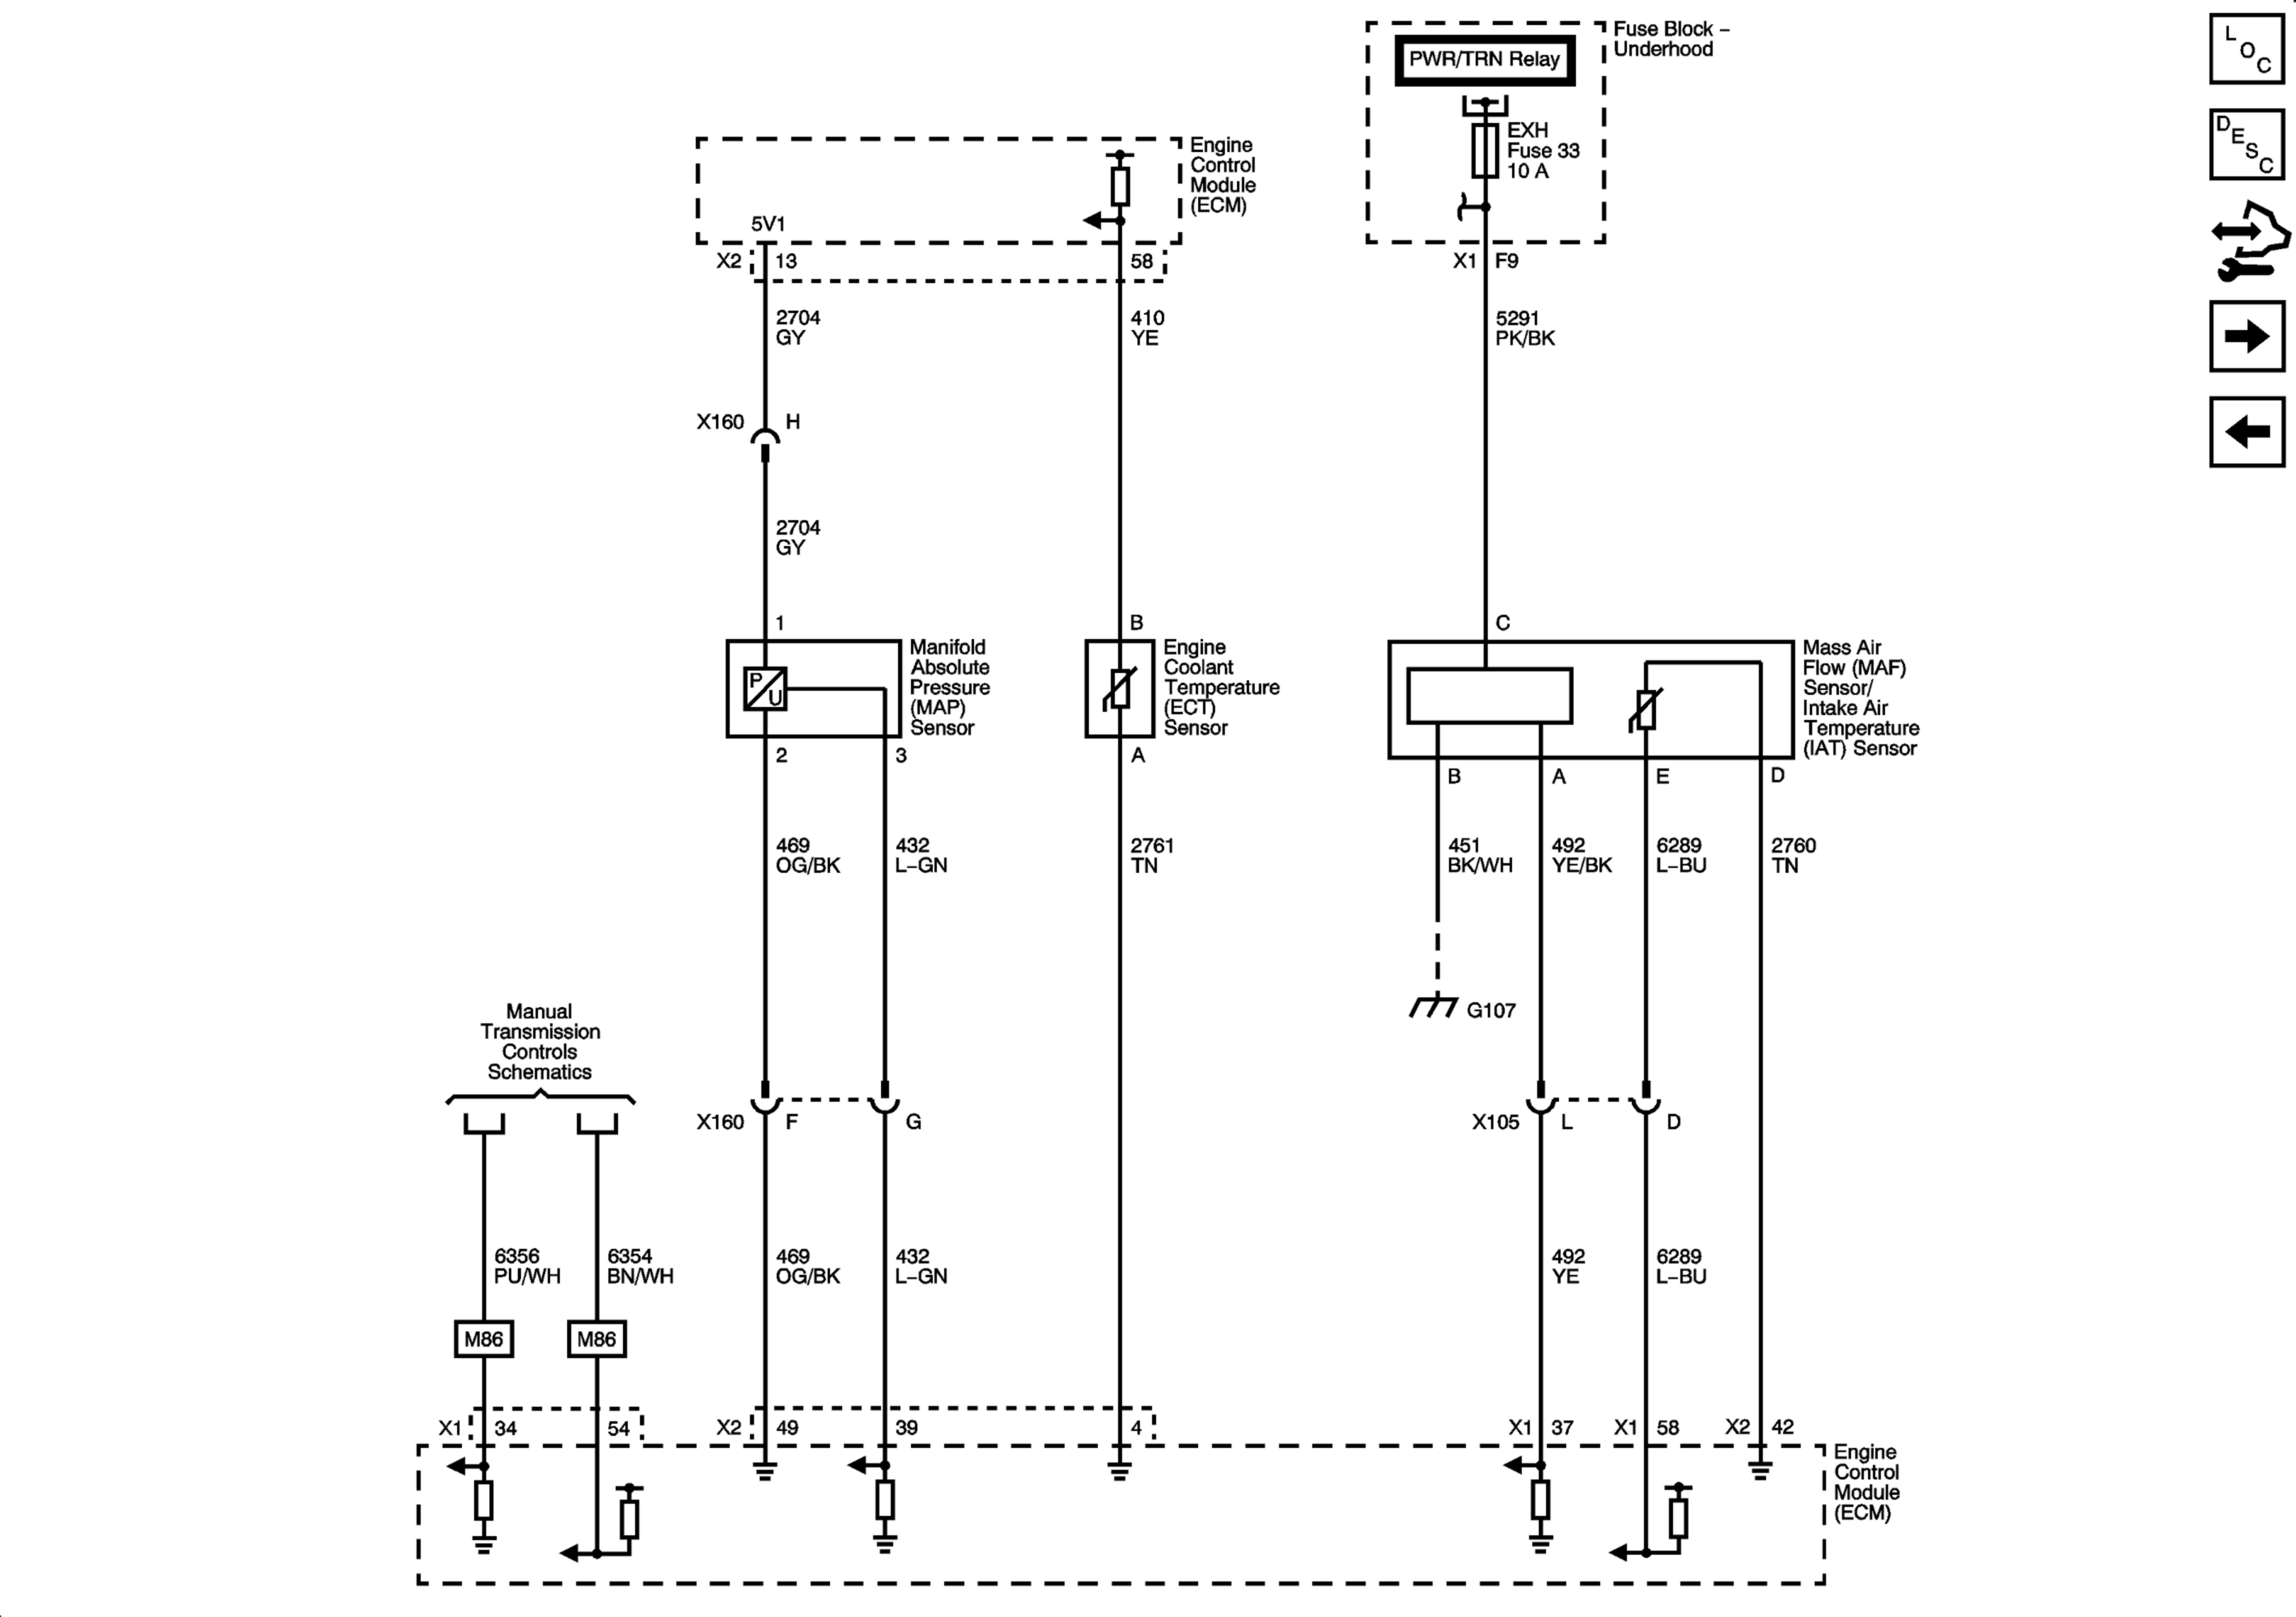 Fuse Block –
Underhood
PWR/TRN Relay
EXH
Fuse 33
10 A
L
O
C
D
E
S
C
Engine
Control
Module
(ECM)
5V1
X2
13
58
X1
F9
2704
GY
410
YE
5291
PK/BK
X160
H
2704
GY
1
B
C
Manifold
Absolute
Pressure
(MAP)
Sensor
P
U
Engine
Coolant
Temperature
(ECT)
Sensor
Mass Air
Flow (MAF)
Sensor/
Intake Air
Temperature
(IAT) Sensor
2
3
A
B
A
E
D
469
OG/BK
432
L–GN
2761
TN
451
BK/WH
492
YE/BK
6289
L–BU
2760
TN
G107
Manual
Transmission
Controls
Schematics
X160
F
G
X105
L
D
6356
PU/WH
6354
BN/WH
469
OG/BK
432
L–GN
492
YE
6289
L–BU
M86
M86
X1
34
54
X2
49
39
4
X1
37
X1
58
X2
42
Engine
Control
Module
(ECM)